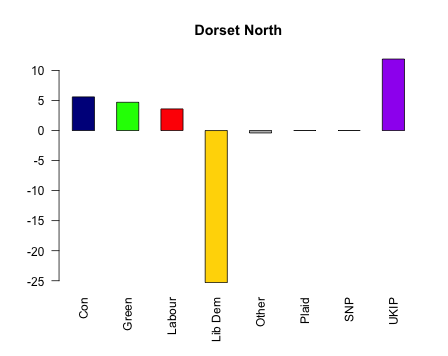 Dorset North
10
5
0
-5
-10
-15
-20
-25
Con
Green
Labour
Lib Dem
Other
Plaid
SNP
UKIP